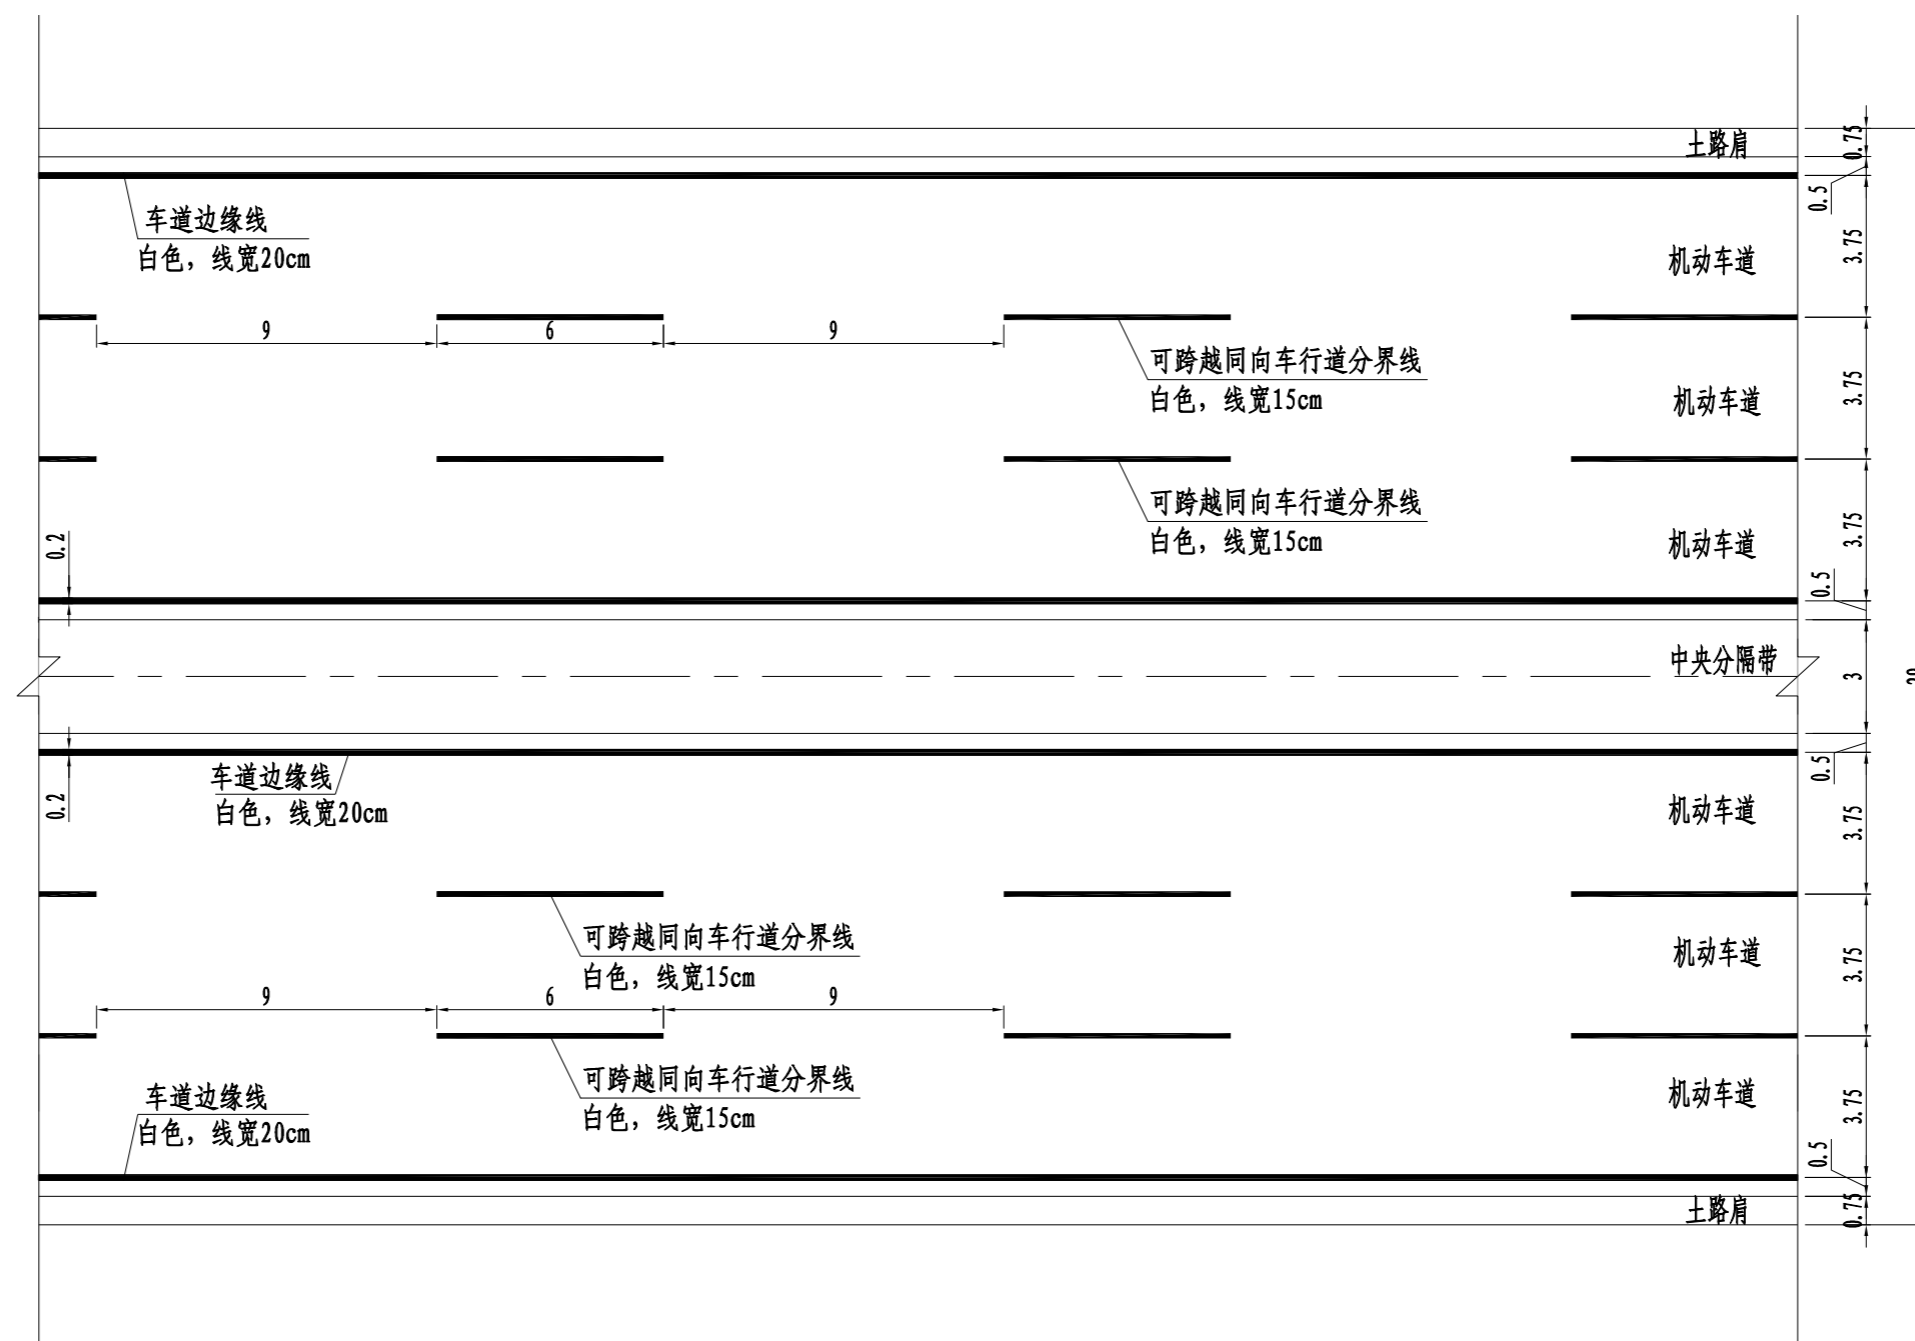 土路肩
0.75
0.5
车道边缘线
白色，线宽20cm
机动车道
3.75
9
6
9
可跨越同向车行道分界线
白色，线宽15cm
机动车道
3.75
可跨越同向车行道分界线
白色，线宽15cm
机动车道
3.75
0.2
0.5
中央分隔带
3
车道边缘线
白色，线宽20cm
0.2
0.5
机动车道
3.75
可跨越同向车行道分界线
白色，线宽15cm
机动车道
3.75
9
6
9
可跨越同向车行道分界线
白色，线宽15cm
车道边缘线
白色，线宽20cm
机动车道
3.75
0.5
土路肩
0.75